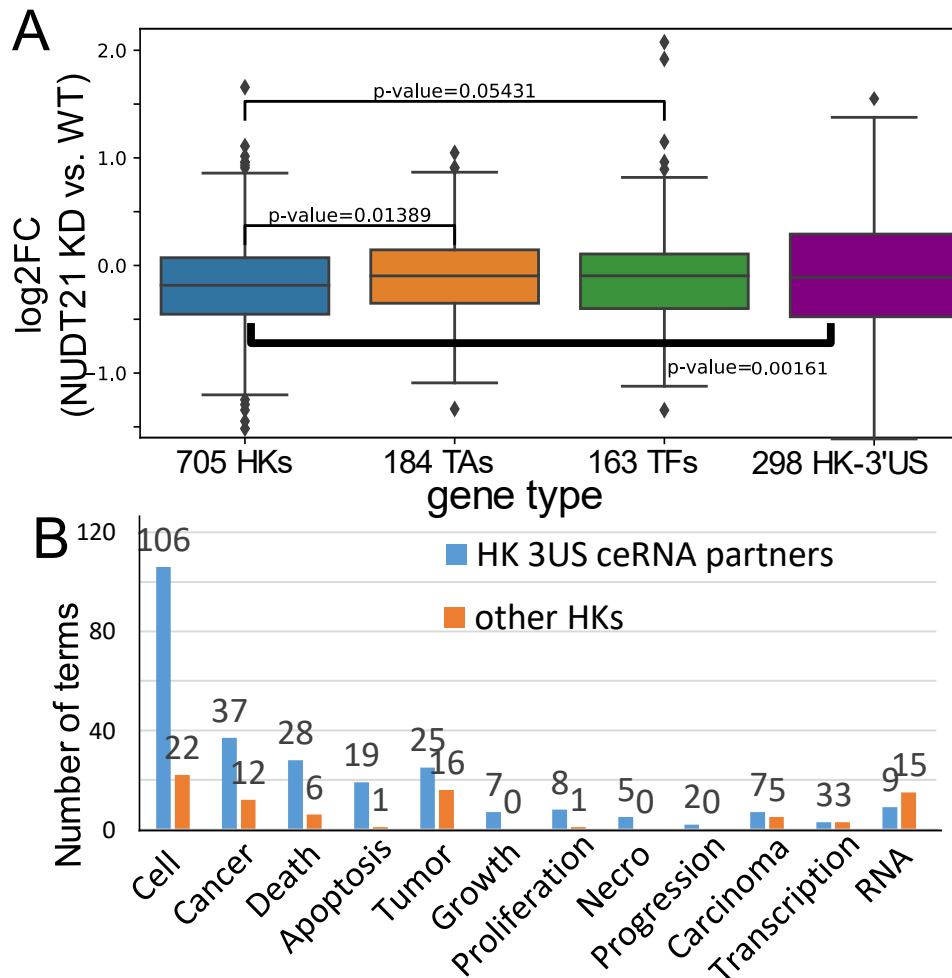 A
log2FC
(NUDT21 KD vs. WT)
2.0
1.0
0.0
−1.0
p-value=0.05431
p-value=0.01389
p-value=0.00161
705 HKs 184 TAs 163 TFs 298 HK-3'US
gene type
B
Number of terms
120
80
40
0
HK 3US ceRNA partners
other HKs
106 22
37 12
28 6
19 1
25 16
7 0
8 1
5 0
2 0
7 5
3 3
9 15
Cell
Cancer
Death
Apoptosis
Tumor
Growth
Proliferation
Necro
Progression
Carcinoma
Transcription
RNA